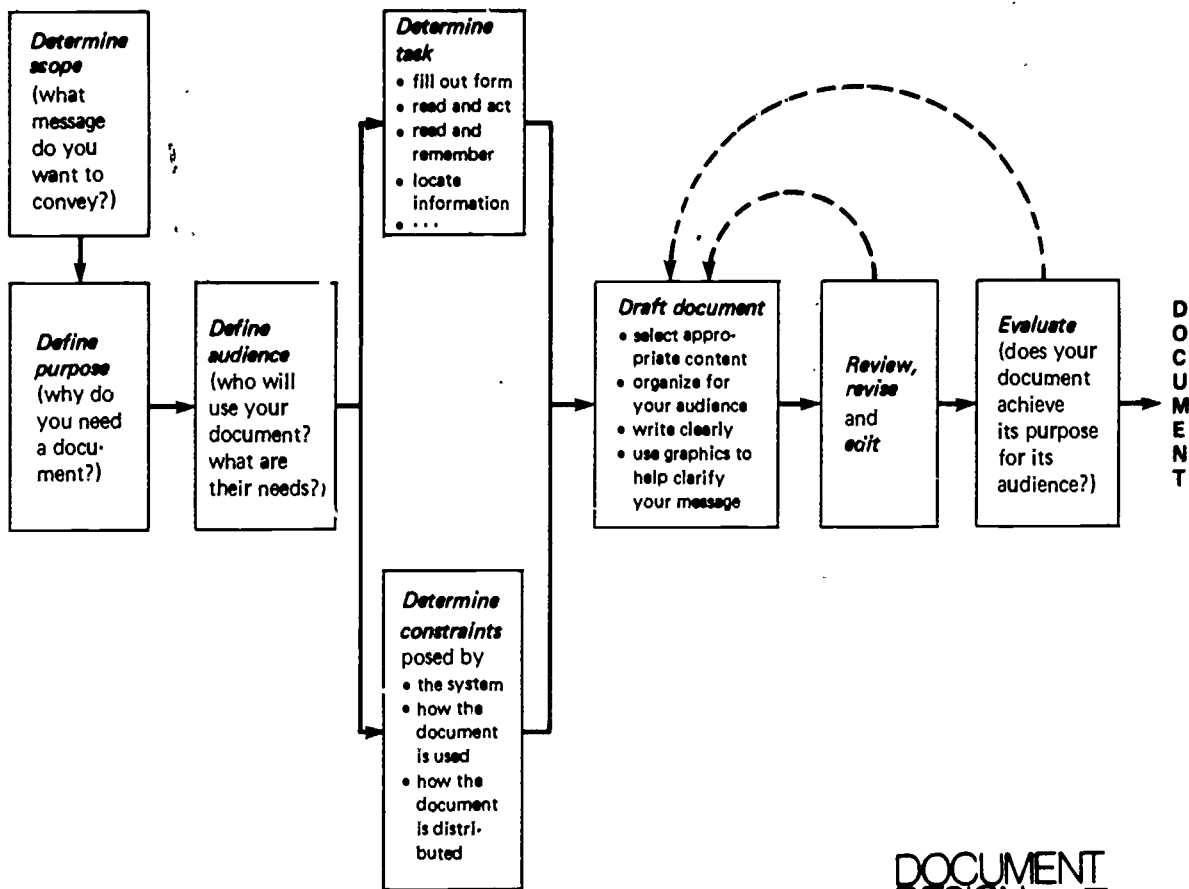 Determine
scope
(what
message
do you
want to
convey?)
Define
purpose
(why do
you need
a docu-
ment?)
Define
audience
(who will
use your
document?
what are
their needs?)
Determine
task
• fill out form
• read and act
• read and
remember
• locate
information
• ...
Determine
constraints
posed by
• the system
• how the
document
is used
• how the
document
is distri-
buted
Draft document
• select appro-
priate content
• organize for
your audience
• write clearly
• use graphics to
help clarify
your message
Review,
revise
and
edit
Evaluate
(does your
document
achieve
its purpose
for its
audience?)
D
O
C
U
M
E
N
T
DOCUMENT